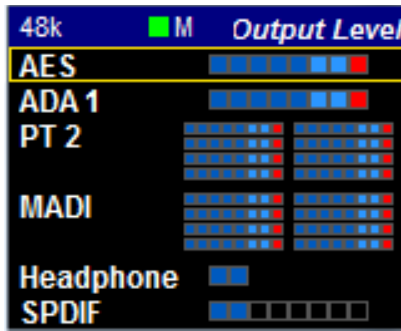 48k M Output Level
AES
ADA 1
PT 2
MADI
Headphone
SPDIF